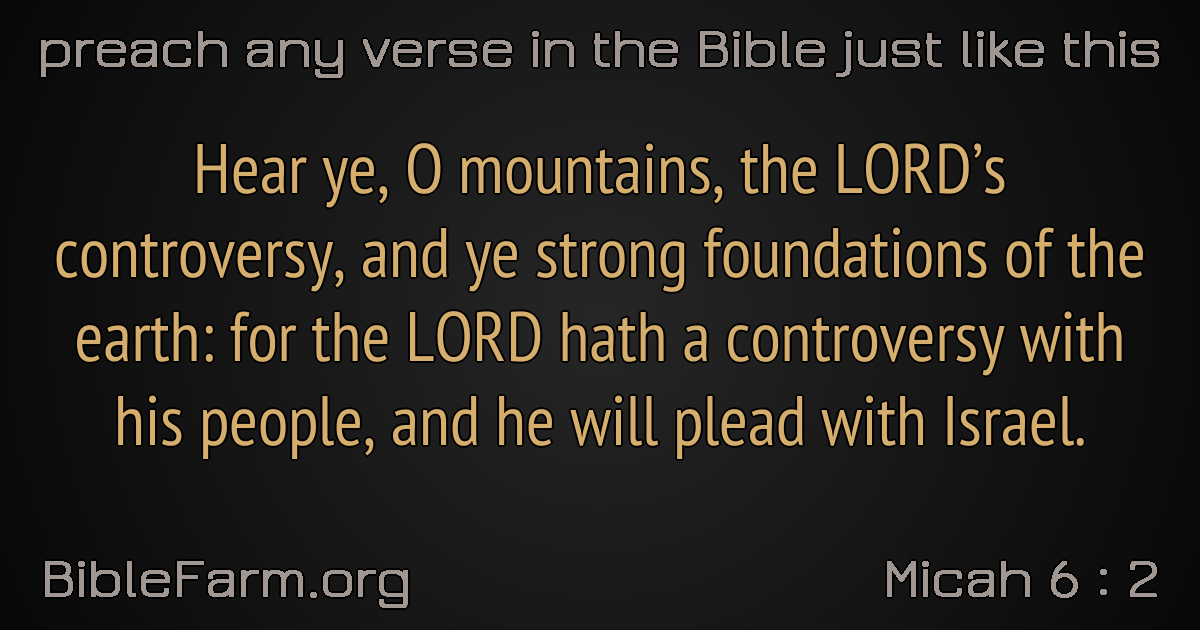 preach any verse in the Bible just like this
Hear ye, O mountains, the LORD’s
controversy, and ye strong foundations of the
earth: for the LORD hath a controversy with
his people, and he will plead with Israel.
BibleFarm.org
Micah 6 : 2